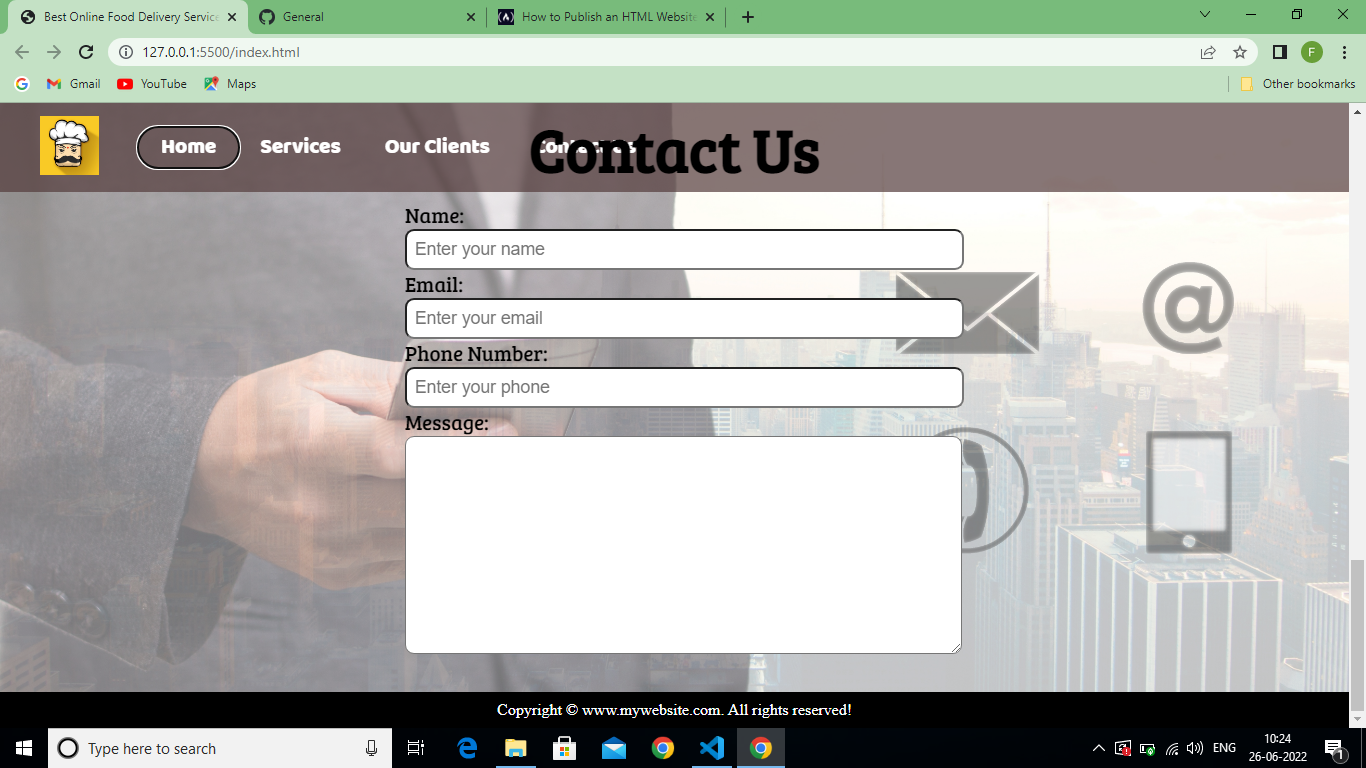 Best Online Food Delivery Service
General
How to Publish an HTML Website
127.0.0.1:5500/index.html
F
Gmail
YouTube
Maps
Other bookmarks
Home
Services
Our Clients
Contact Us
Contact Us
Name:
Enter your name
Email:
Enter your email
Phone Number:
Enter your phone
Message:
Copyright © www.mywebsite.com. All rights reserved!
Type here to search
ENG
10:24
26-06-2022
1